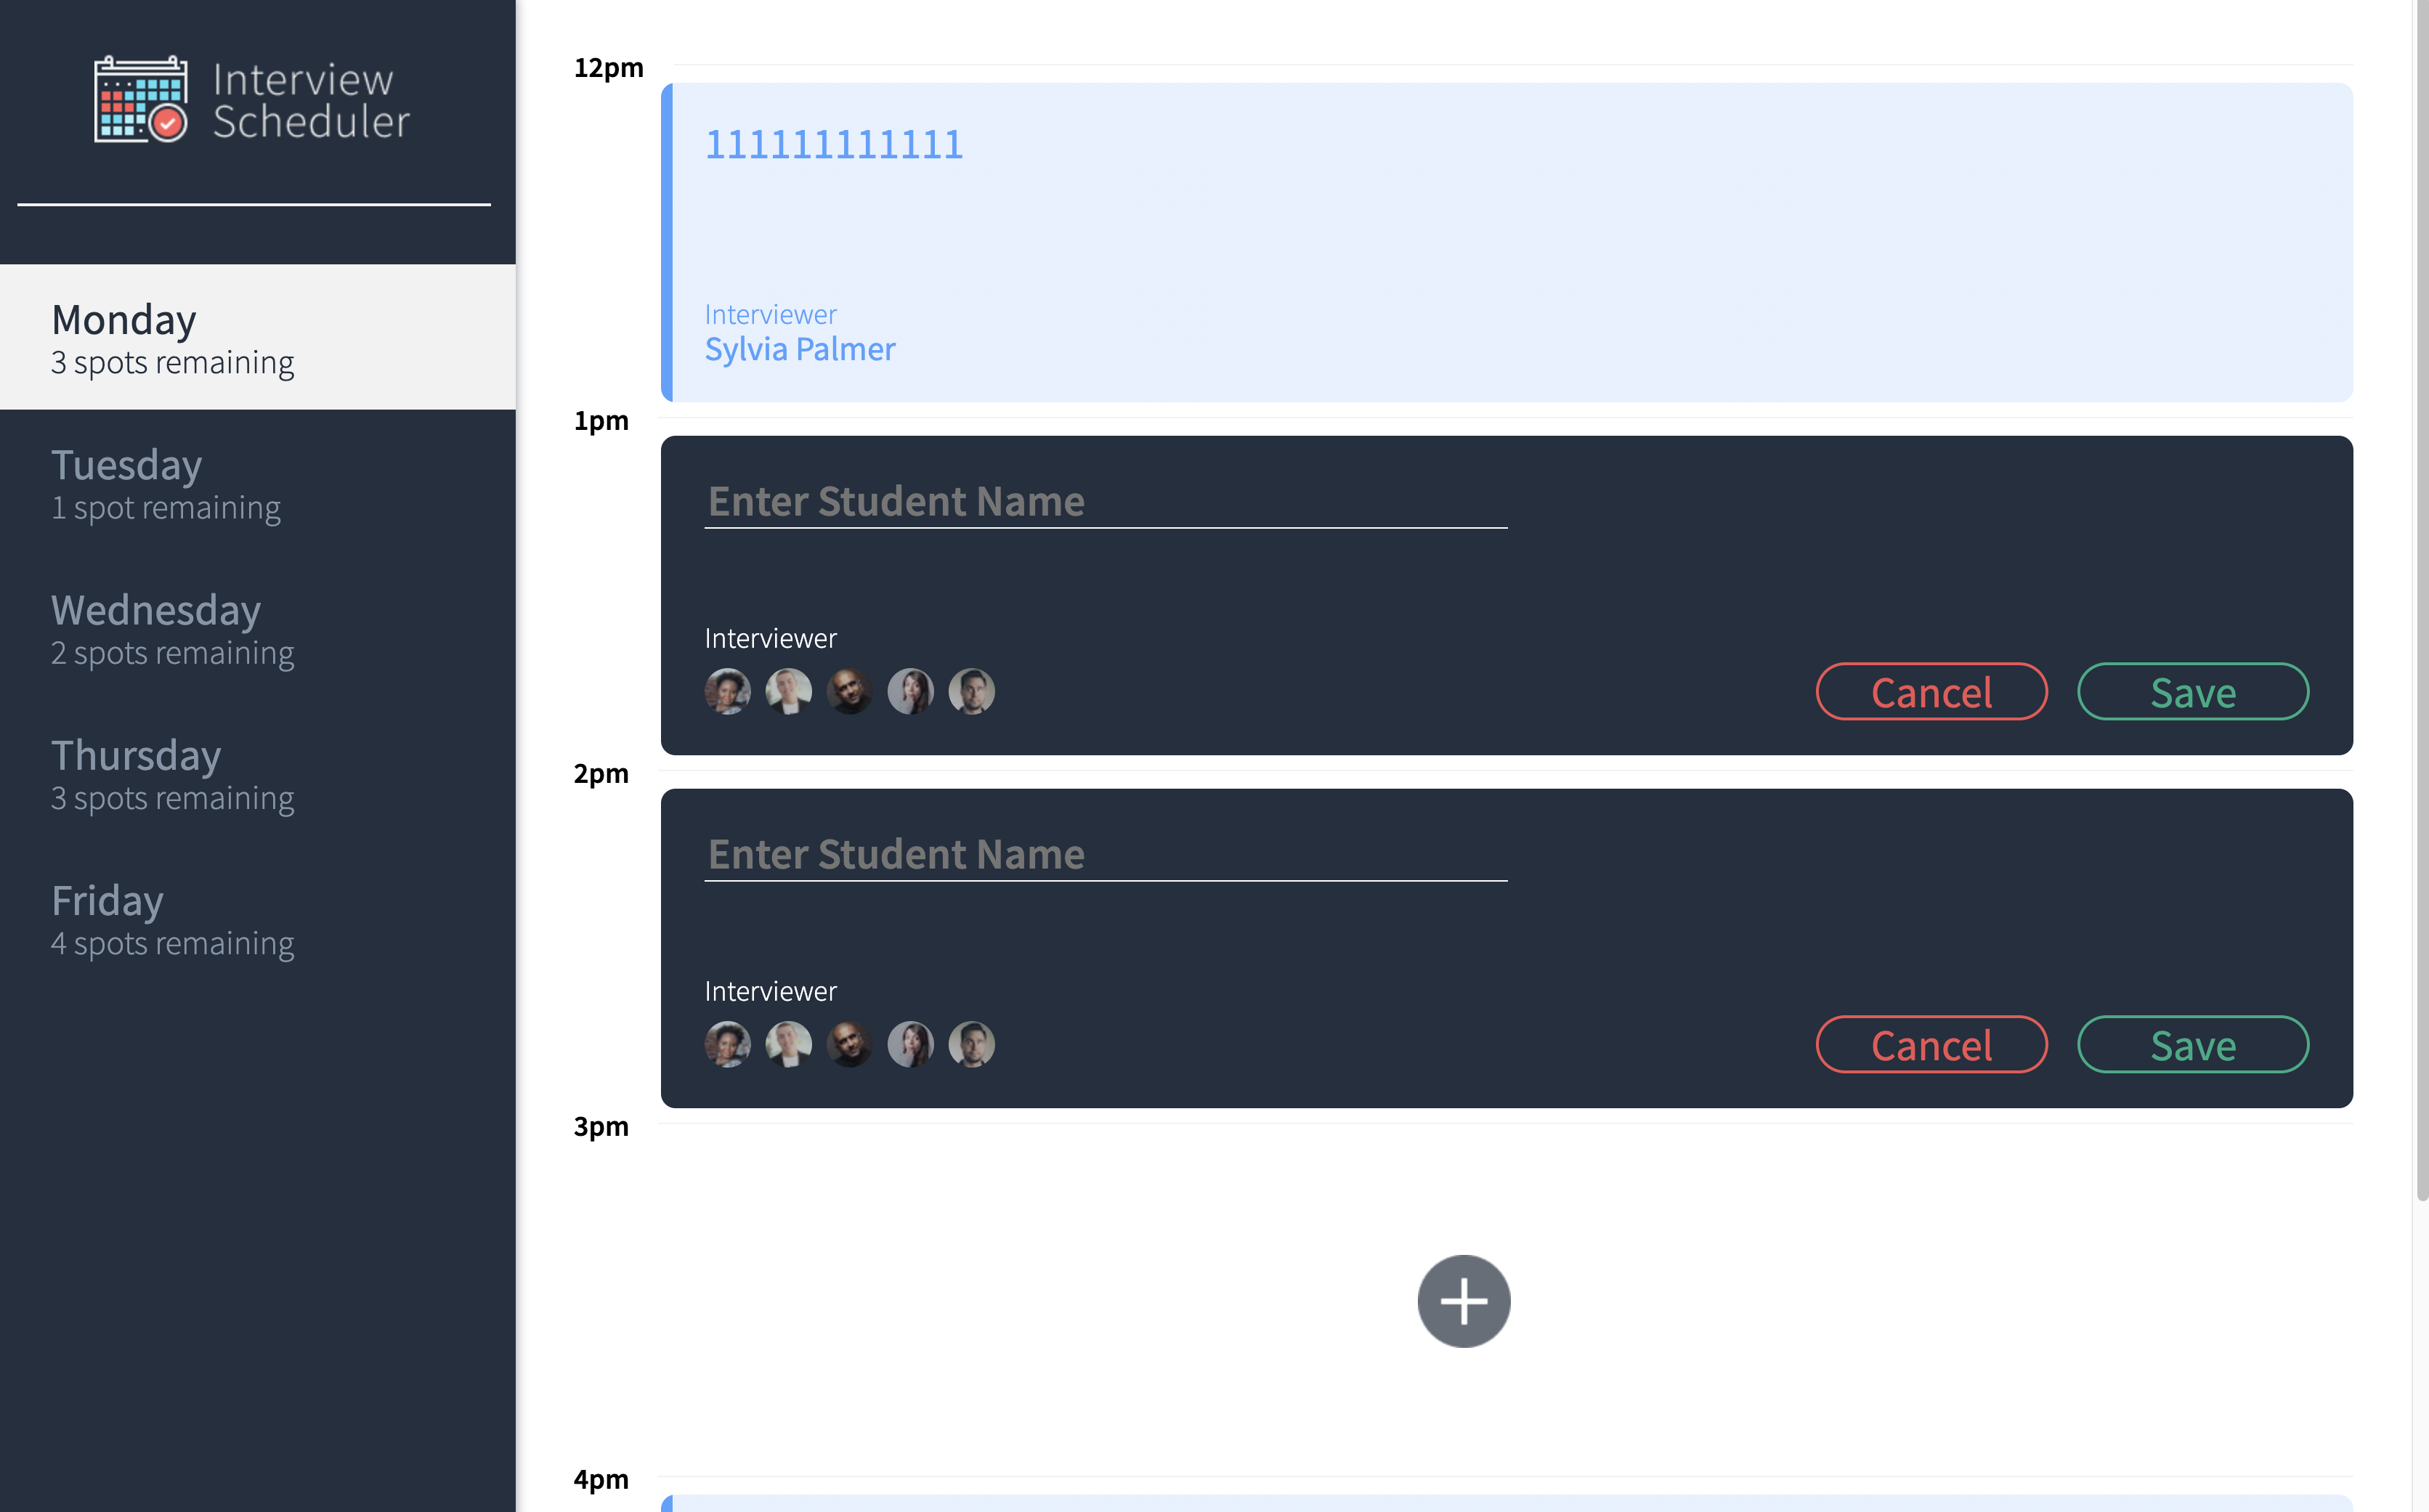 Interview
Scheduler
Monday
3 spots remaining
Tuesday
1 spot remaining
Wednesday
2 spots remaining
Thursday
3 spots remaining
Friday
4 spots remaining
12pm
111111111111
Interviewer
Sylvia Palmer
1pm
Enter Student Name
Interviewer
Cancel
Save
2pm
Enter Student Name
Interviewer
Cancel
Save
3pm
4pm